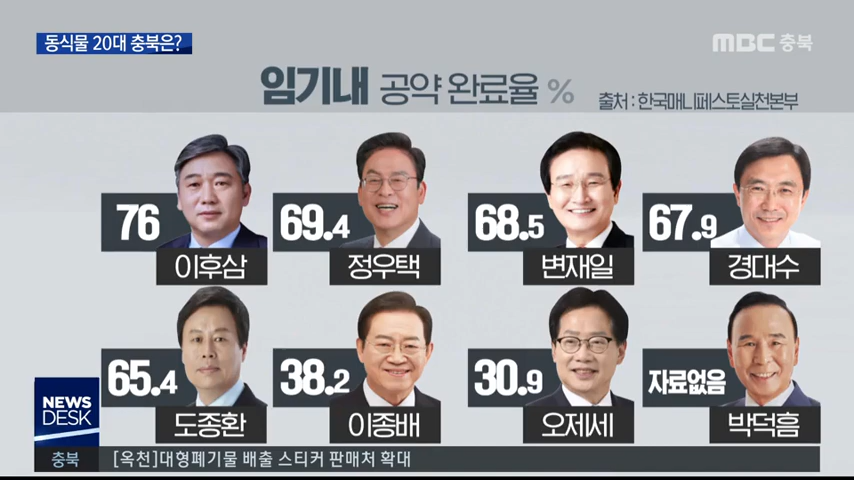 동식물 20대 충북은?
MBC 충북
임기내 공약 완료율 %
출처 : 한국매니페스토실천본부
76
이후삼
69.4
정우택
68.5
변재일
67.9
경대수
65.4
도종환
38.2
이종배
30.9
오제세
자료없음
박덕흠
NEWS
DESK
충북
[옥천]대형폐기물 배출 스티커 판매처 확대